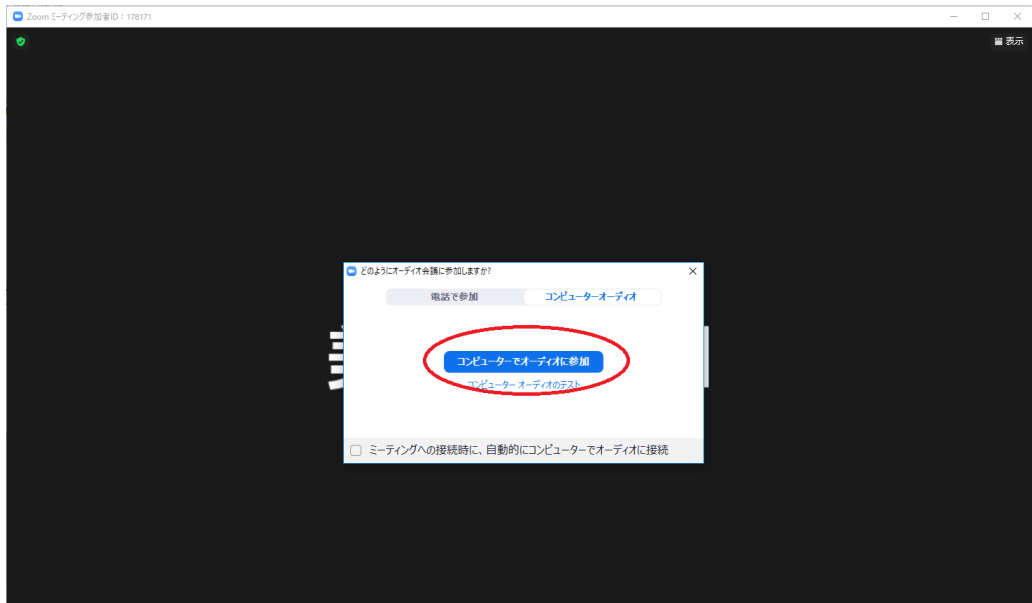 Zoom ミーティング参加者ID：178171
表示
どのようにオーディオ会議に参加しますか?
電話で参加
コンピューターオーディオ
コンピューターでオーディオに参加
コンピューター オーディオのテスト
ミーティングへの接続時に、自動的にコンピューターでオーディオに接続